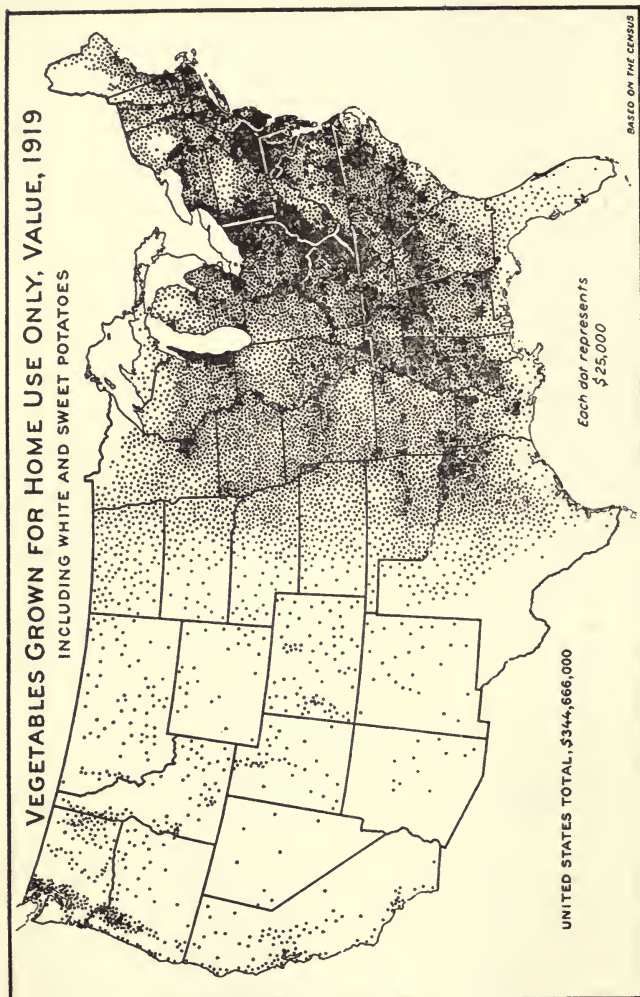 VEGETABLES GROWN FOR HOME USE ONLY, VALUE, 1919
INCLUDING WHITE AND SWEET POTATOES
UNITED STATES TOTAL, $344,666,000
Each dot represents
$25,000
BASED ON THE CENSUS